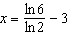 x = ln 6 / ln 2 − 3